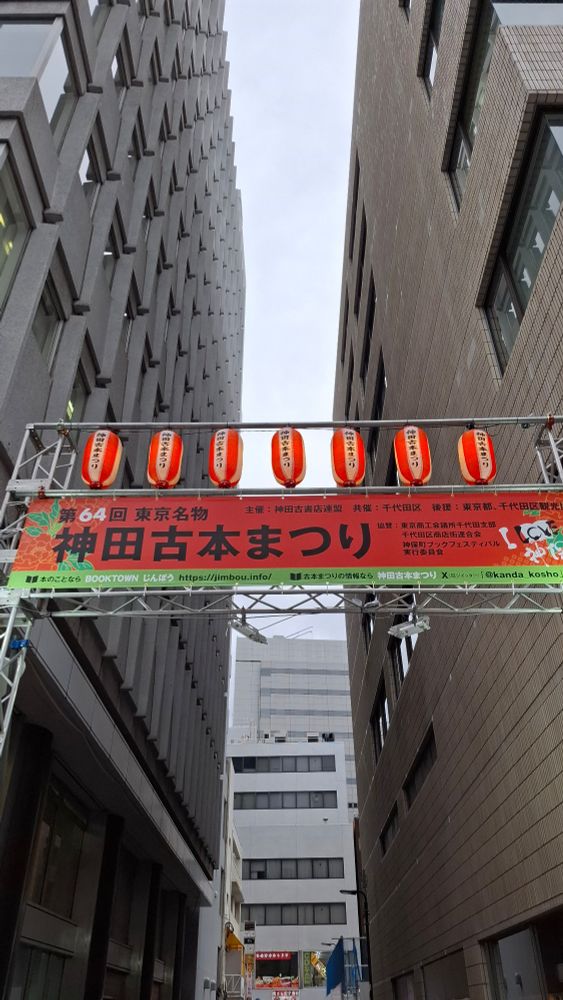 神田古本まつり
神田古本まつり
神田古本まつり
神田古本まつり
神田古本まつり
神田古本まつり
神田古本まつり
第64回 東京名物
神田古本まつり
主催：神田古書店連盟 共催：千代田区 後援：東京都、千代田区観光
協賛：東京商工会議所千代田支部
千代田区商店街連合会
神保町ブックフェスティバル
実行委員会
I LOVE
本のことなら BOOKTOWN じんぼう https://jimbou.info/
古本まつりの情報なら 神田古本まつり X @kanda_kosho_